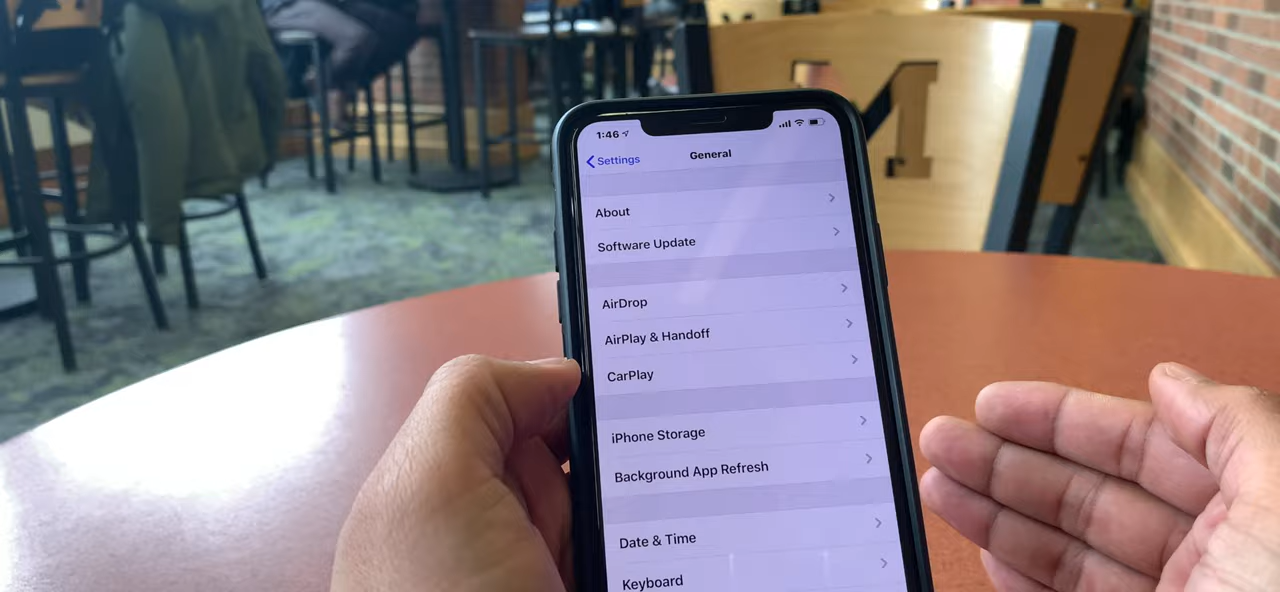 M
1:46
Settings
General
About
Software Update
AirDrop
AirPlay & Handoff
CarPlay
iPhone Storage
Background App Refresh
Date & Time
Keyboard